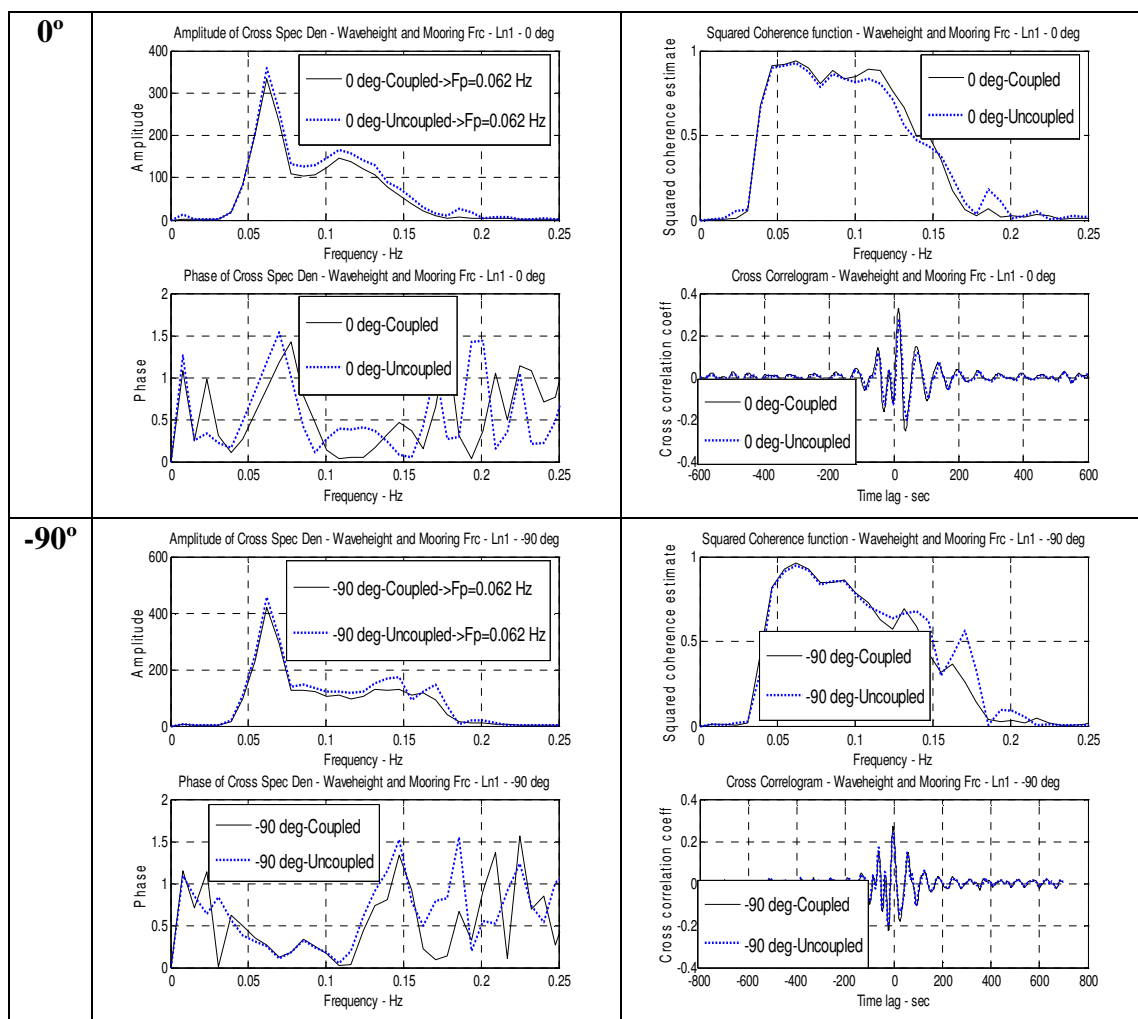 0º
Amplitude of Cross Spec Den - Waveheight and Mooring Frc - Ln1 - 0 deg
400
300
200
100
0
Amplitude
0 deg-Coupled->Fp=0.062 Hz
0 deg-Uncoupled->Fp=0.062 Hz
0 0.05 0.1 0.15 0.2 0.25
Frequency - Hz
Squared Coherence function - Waveheight and Mooring Frc - Ln1 - 0 deg
1
0.5
0
Squared coherence estimate
0 deg-Coupled
0 deg-Uncoupled
0 0.05 0.1 0.15 0.2 0.25
Frequency - Hz
Phase of Cross Spec Den - Waveheight and Mooring Frc - Ln1 - 0 deg
2
1.5
1
0.5
0
Phase
0 deg-Coupled
0 deg-Uncoupled
0 0.05 0.1 0.15 0.2 0.25
Frequency - Hz
Cross Correlogram - Waveheight and Mooring Frc - Ln1 - 0 deg
0.4
0.2
0
-0.2
-0.4
Cross correlation coeff
0 deg-Coupled
0 deg-Uncoupled
-600 -400 -200 0 200 400 600
Time lag - sec
-90º
Amplitude of Cross Spec Den - Waveheight and Mooring Frc - Ln1 - -90 deg
600
400
200
0
Amplitude
-90 deg-Coupled->Fp=0.062 Hz
-90 deg-Uncoupled->Fp=0.062 Hz
0 0.05 0.1 0.15 0.2 0.25
Frequency - Hz
Squared Coherence function - Waveheight and Mooring Frc - Ln1 - -90 deg
1
0.5
0
Squared coherence estimate
-90 deg-Coupled
-90 deg-Uncoupled
0 0.05 0.1 0.15 0.2 0.25
Frequency - Hz
Phase of Cross Spec Den - Waveheight and Mooring Frc - Ln1 - -90 deg
2
1.5
1
0.5
0
Phase
-90 deg-Coupled
-90 deg-Uncoupled
0 0.05 0.1 0.15 0.2 0.25
Frequency - Hz
Cross Correlogram - Waveheight and Mooring Frc - Ln1 - -90 deg
0.4
0.2
0
-0.2
-0.4
Cross correlation coeff
-90 deg-Coupled
-90 deg-Uncoupled
-800 -600 -400 -200 0 200 400 600 800
Time lag - sec